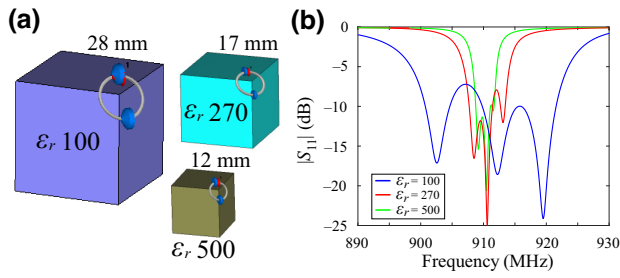 (a)
28 mm
17 mm
εr 100
εr 270
12 mm
εr 500
(b)
0
-5
-10
-15
-20
-25
|S11| (dB)
εr = 100
εr = 270
εr = 500
890 900 910 920 930
Frequency (MHz)